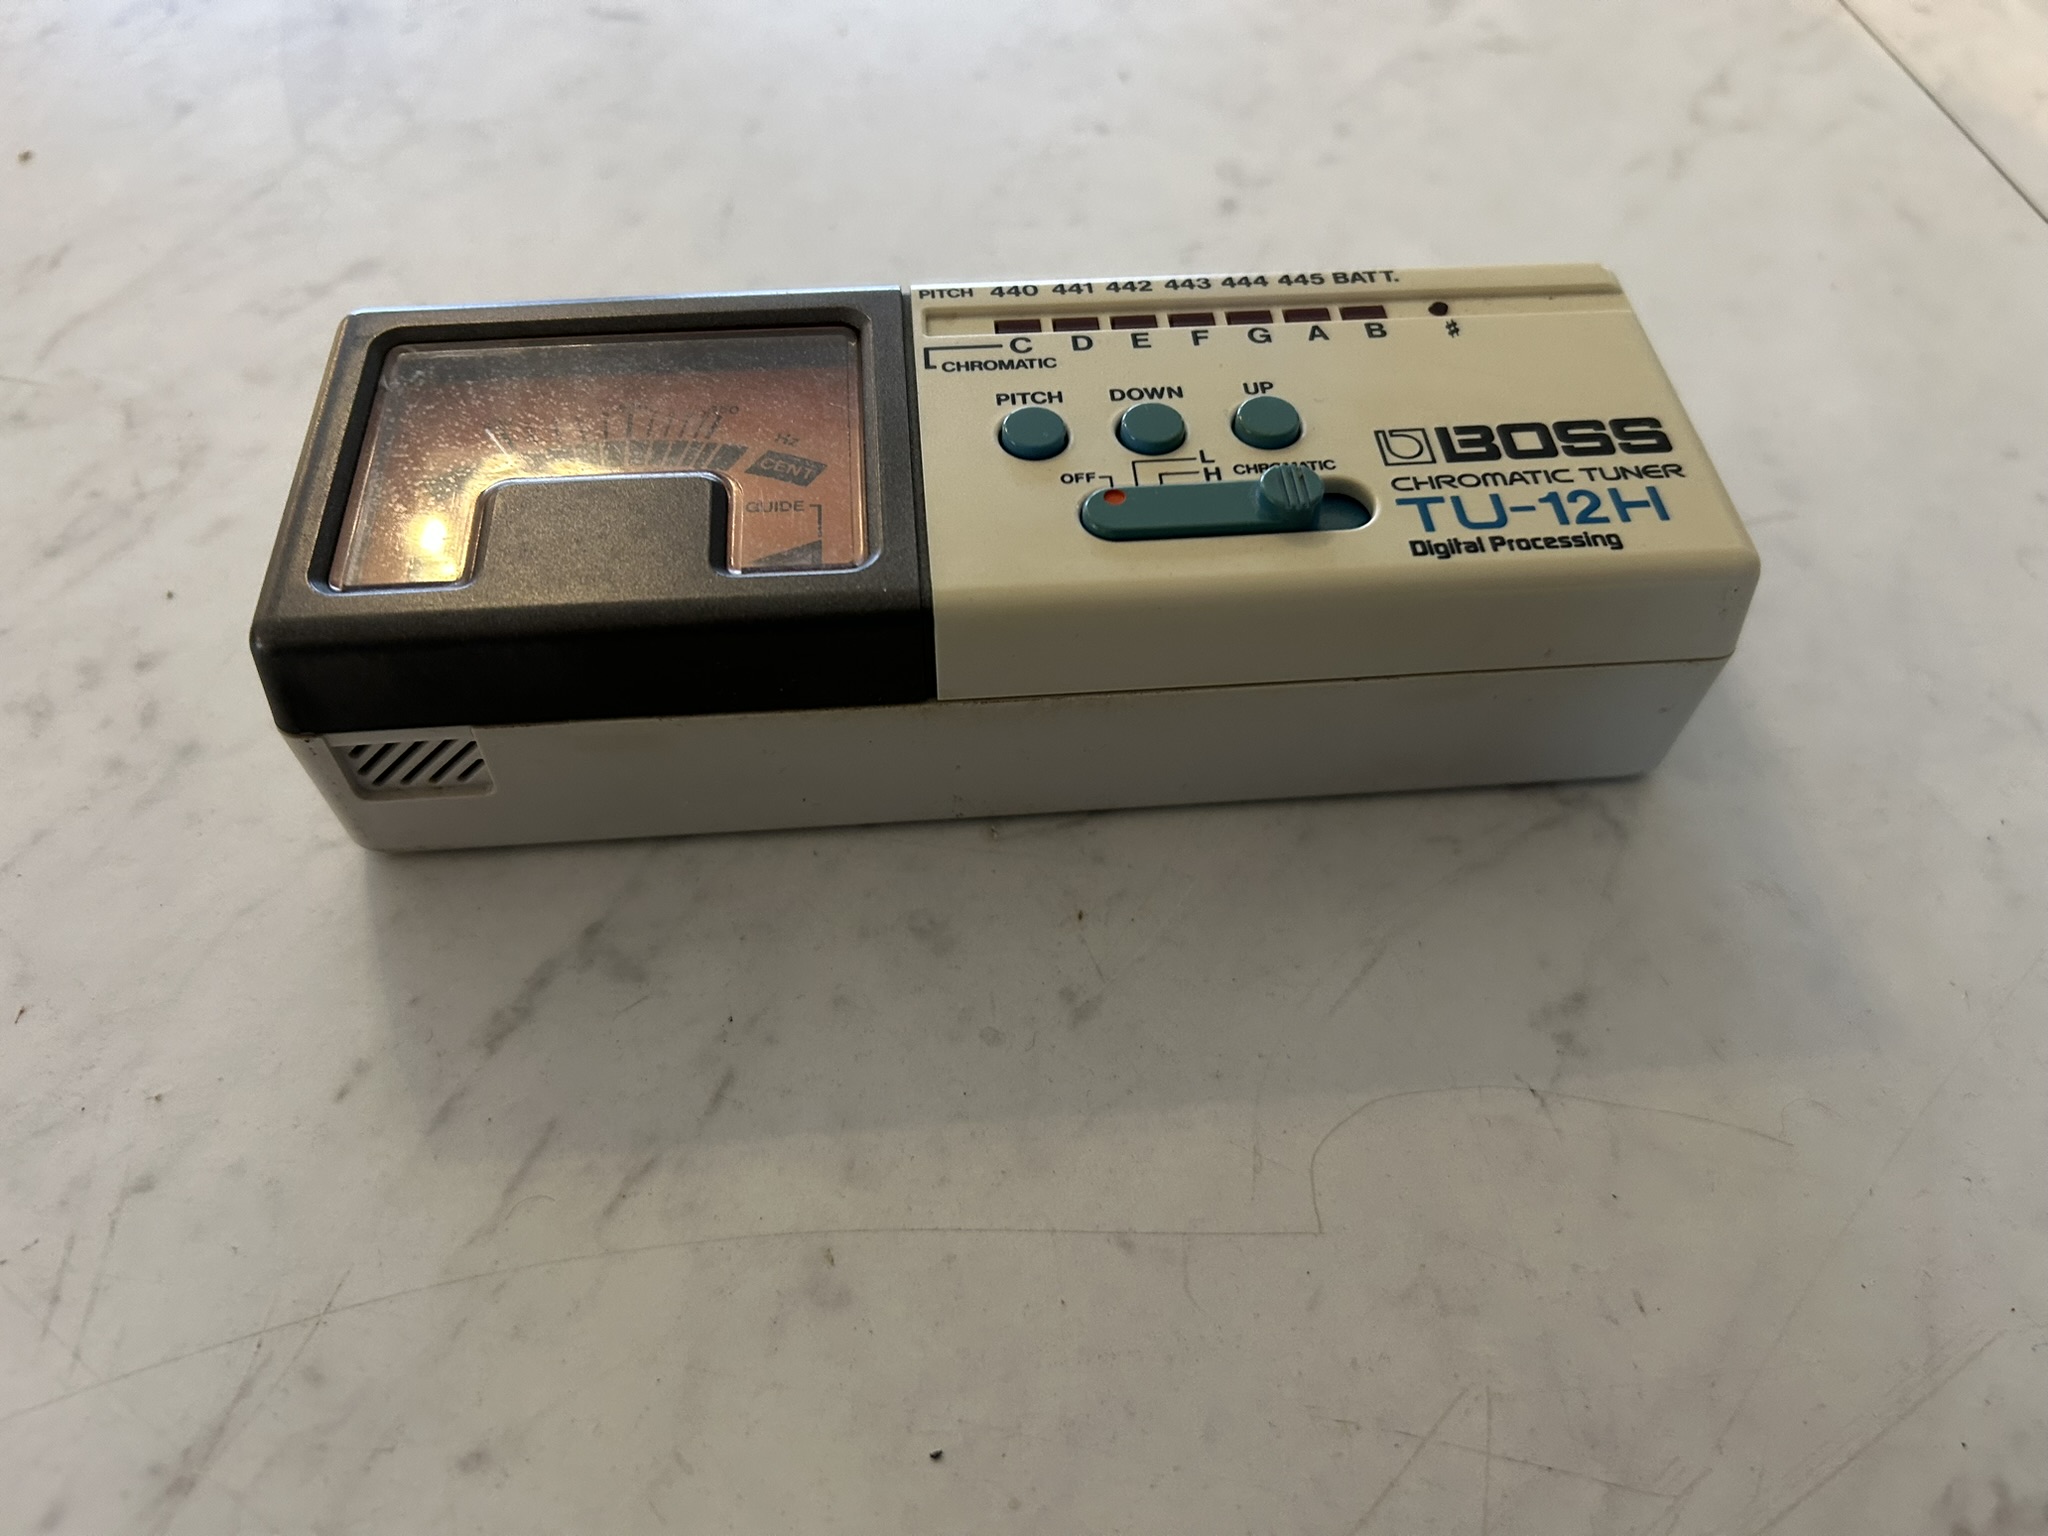 PITCH 440 441 442 443 444 445 BATT.
C D E F G A B #
CHROMATIC
PITCH DOWN UP
OFF L
H CHROMATIC
BOSS
CHROMATIC TUNER
TU-12H
Digital Processing
Hz
CENT
GUIDE